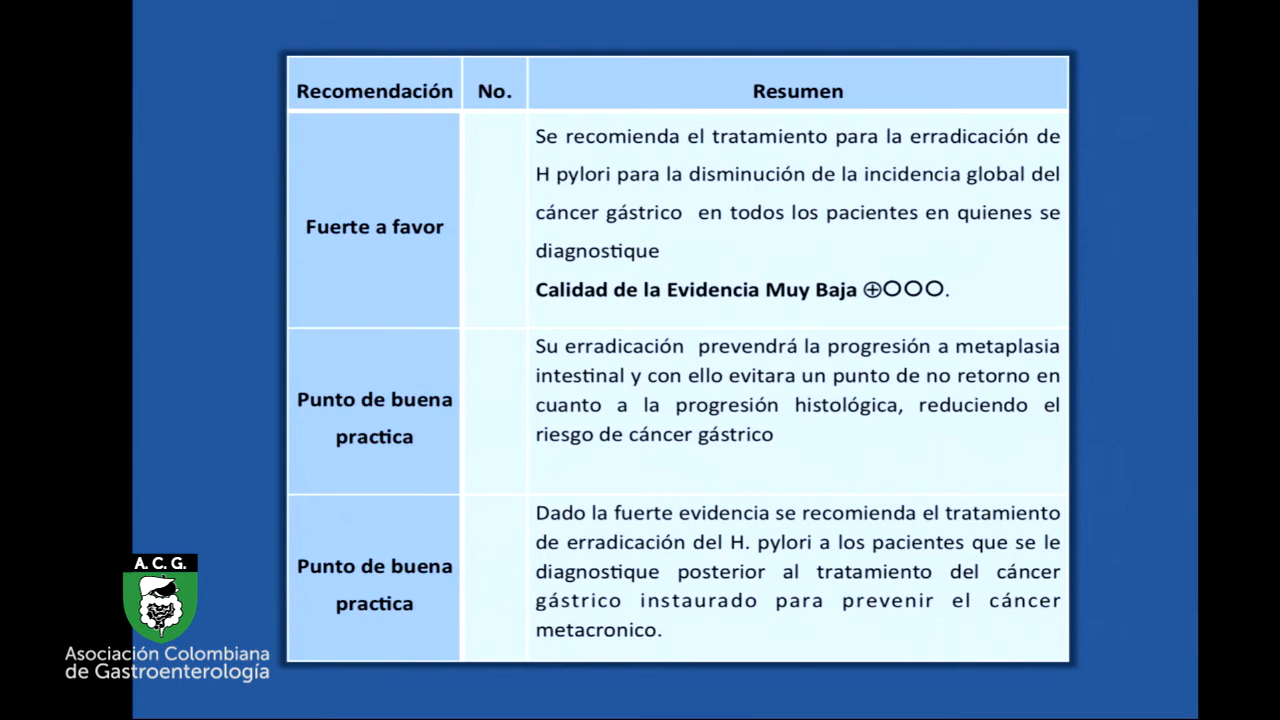 Recomendación No. Resumen
Fuerte a favor
Se recomienda el tratamiento para la erradicación de
H pylori para la disminución de la incidencia global del
cáncer gástrico en todos los pacientes en quienes se
diagnostique
Calidad de la Evidencia Muy Baja ⊕○○○.
Punto de buena
practica
Su erradicación prevendrá la progresión a metaplasia
intestinal y con ello evitara un punto de no retorno en
cuanto a la progresión histológica, reduciendo el
riesgo de cáncer gástrico
Punto de buena
practica
Dado la fuerte evidencia se recomienda el tratamiento
de erradicación del H. pylori a los pacientes que se le
diagnostique posterior al tratamiento del cáncer
gástrico instaurado para prevenir el cáncer
metacronico.
A. C. G.
Asociación Colombiana
de Gastroenterología